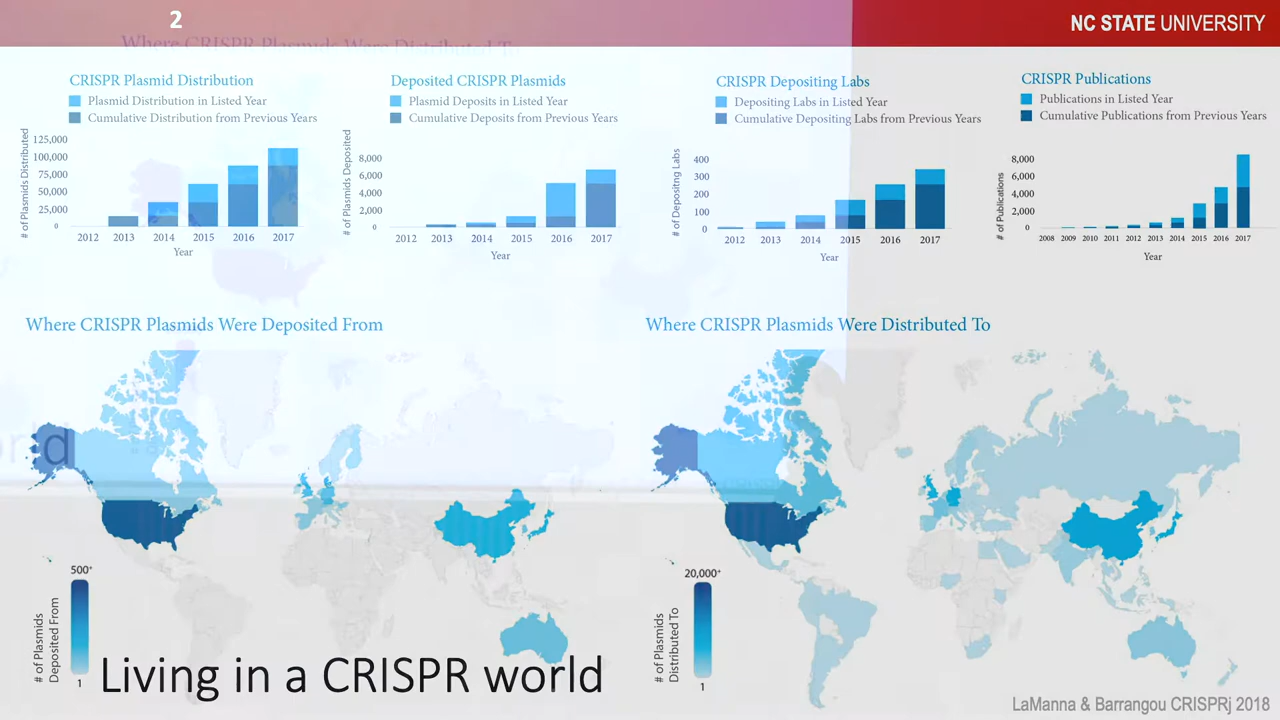 2
NC STATE UNIVERSITY
Where CRISPR Plasmids Were Distributed T
CRISPR Plasmid Distribution
Plasmid Distribution in Listed Year
Cumulative Distribution from Previous Years
# of Plasmids Distributed
125,000
100,000
75,000
50,000
25,000
0
2012 2013 2014 2015 2016 2017
Year
Deposited CRISPR Plasmids
Plasmid Deposits in Listed Year
Cumulative Deposits from Previous Years
# of Plasmids Deposited
8,000
6,000
4,000
2,000
0
2012 2013 2014 2015 2016 2017
Year
CRISPR Depositing Labs
Depositing Labs in Listed Year
Cumulative Depositing Labs from Previous Years
# of Depositng Labs
400
300
200
100
0
2012 2013 2014 2015 2016 2017
Year
CRISPR Publications
Publications in Listed Year
Cumulative Publications from Previous Years
# of Publications
8,000
6,000
4,000
2,000
0
2008 2009 2010 2011 2012 2013 2014 2015 2016 2017
Year
Where CRISPR Plasmids Were Deposited From
500+
# of Plasmids
Deposited From
1
Where CRISPR Plasmids Were Distributed To
20,000+
# of Plasmids
Distributed To
1
Living in a CRISPR world
LaManna & Barrangou CRISPRj 2018